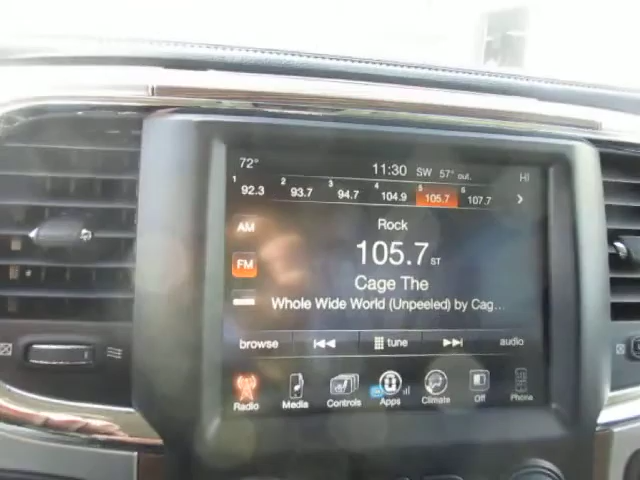 72° 11:30 SW 57° out. HI
1 92.3 2 93.7 3 94.7 4 104.9 5 105.7 6 107.7
AM
Rock
FM
105.7 ST
Cage The
Whole Wide World (Unpeeled) by Cag...
browse tune audio
Radio Media Controls Apps Climate Off Phone